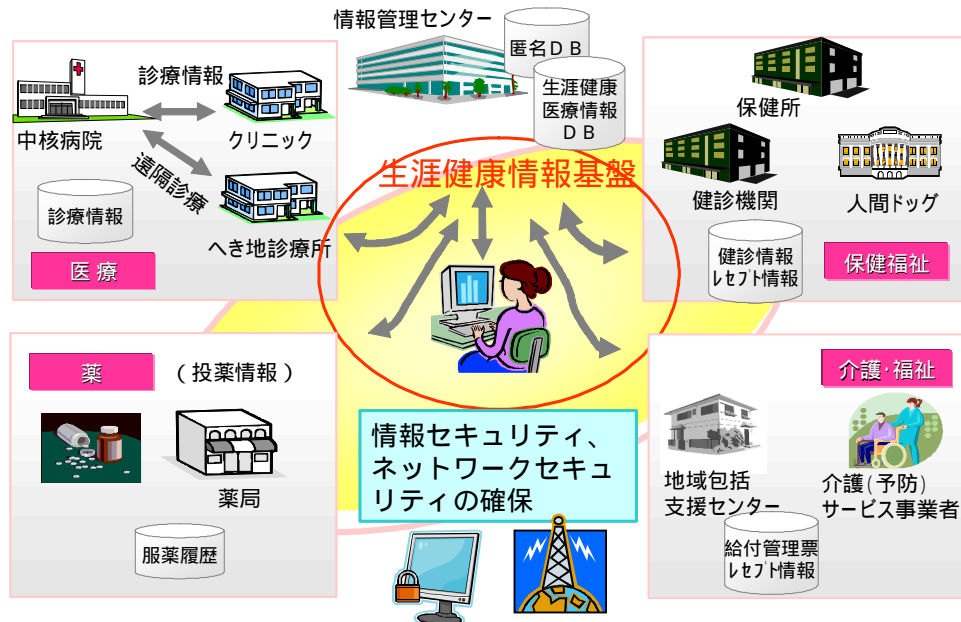 情報管理センター
匿名ＤＢ
生涯健康
医療情報
ＤＢ
診療情報
中核病院
クリニック
遠隔診療
診療情報
へき地診療所
医 療
生涯健康情報基盤
保健所
健診機関
人間ドッグ
健診情報
ﾚｾﾌﾟﾄ情報
保健福祉
薬
（投薬情報）
薬局
服薬履歴
情報セキュリティ、
ネットワークセキュ
リティの確保
介護･福祉
地域包括
支援センター
介護(予防)
サービス事業者
給付管理票
ﾚｾﾌﾟﾄ情報